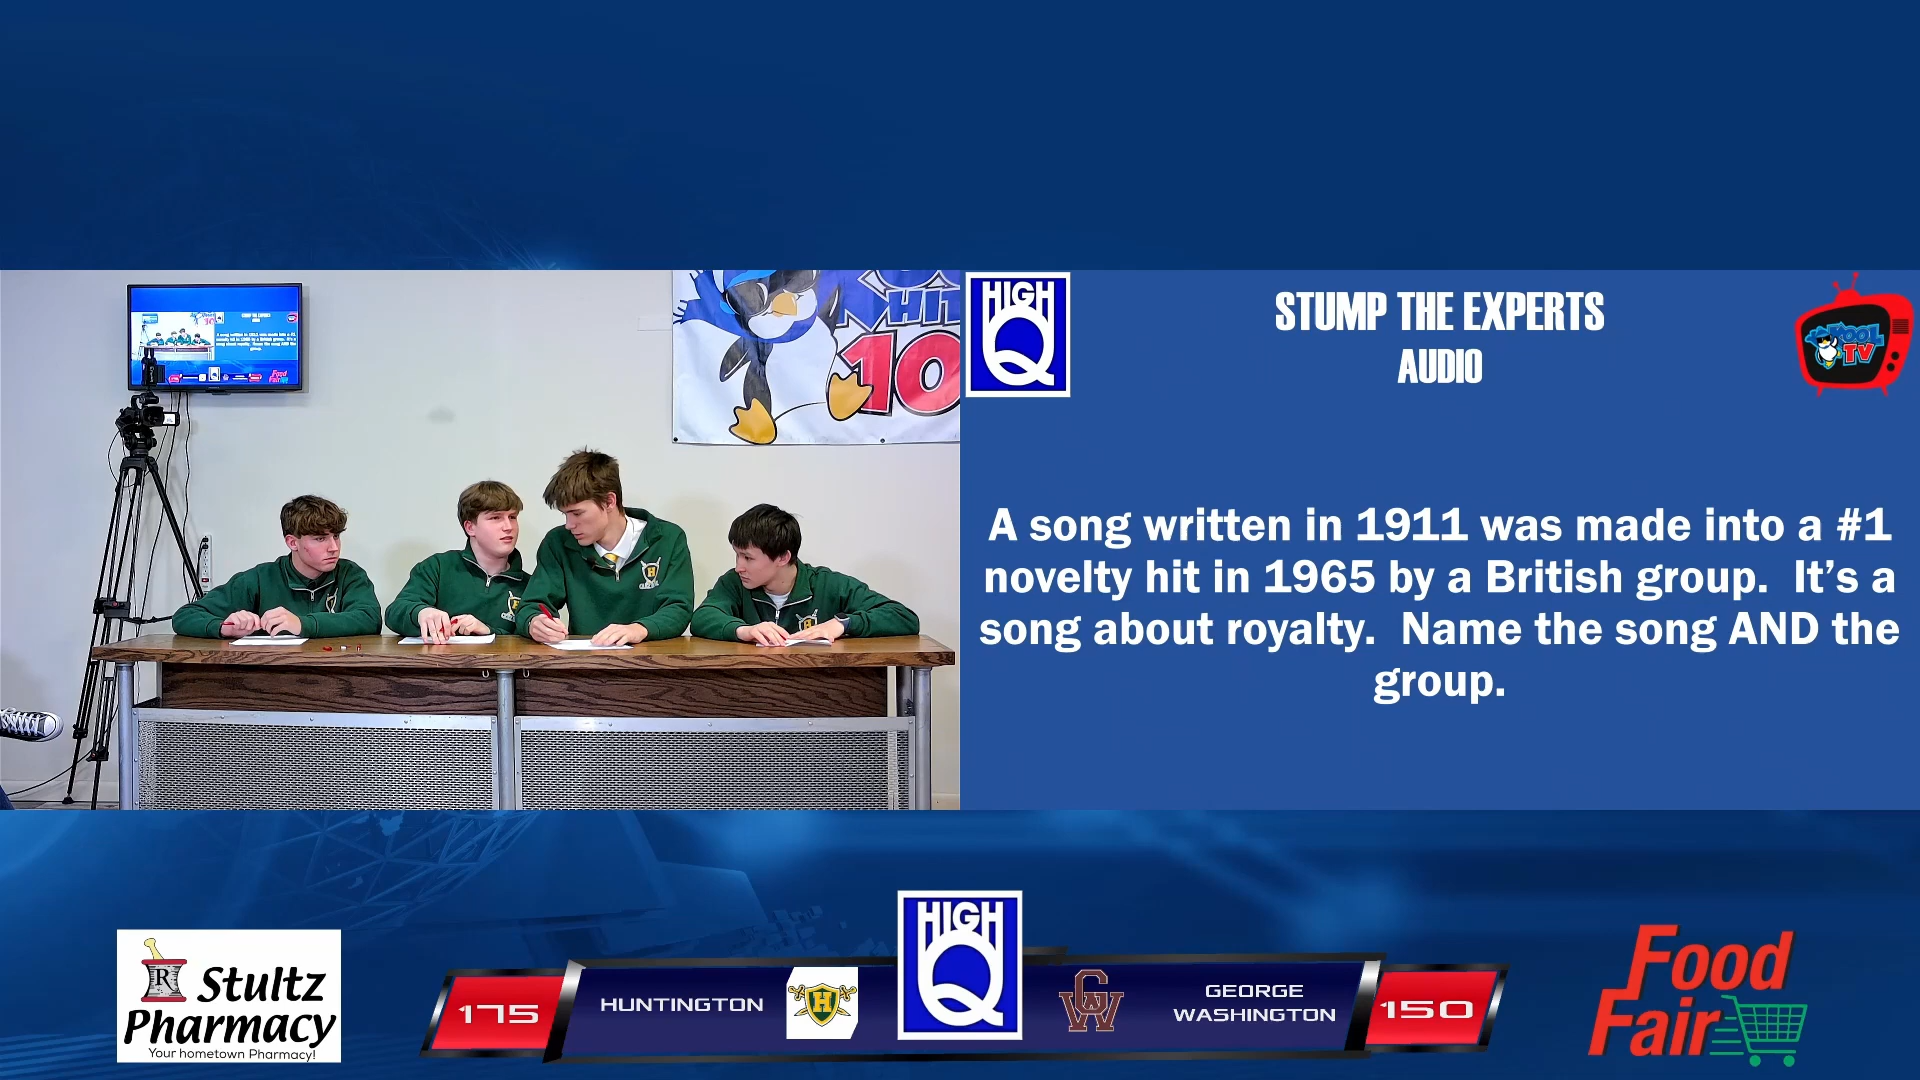 HIT
10
HIGH
Q
STUMP THE EXPERTS
AUDIO
KOOL
TV
A song written in 1911 was made into a #1
novelty hit in 1965 by a British group. It’s a
song about royalty. Name the song AND the
group.
H
R
Stultz
Pharmacy
Your hometown Pharmacy!
175
HUNTINGTON
H
HIGH
Q
GW
GEORGE
WASHINGTON
150
Food
Fair